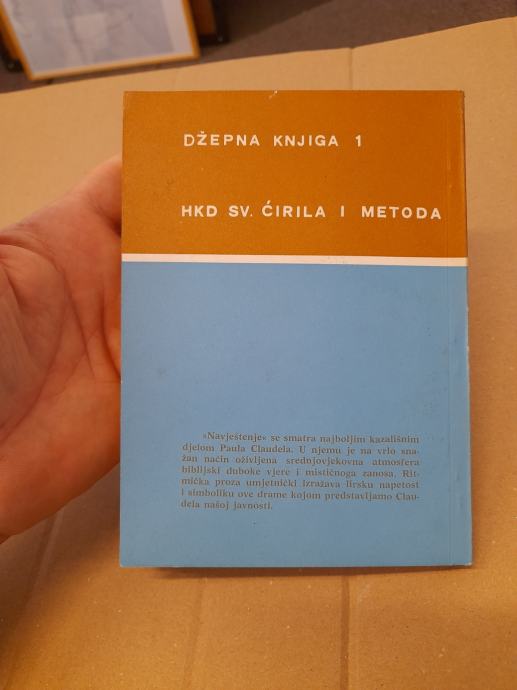 DŽEPNA KNJIGA 1
HKD SV. ĆIRILA I METODA
»Navještenje« se smatra najboljim kazališnim
djelom Paula Claudela. U njemu je na vrlo sna-
žan način oživljena srednjovjekovna atmosfera
biblijski duboke vjere i mističnoga zanosa. Rit-
mička proza umjetnički izražava lirsku napetost
i simboliku ove drame kojom predstavljamo Clau-
dela našoj javnosti.